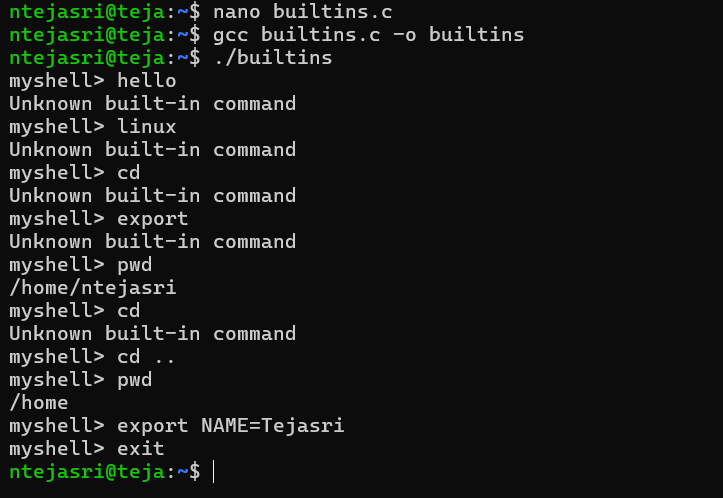 ntejasri@teja:~$ nano builtins.c
ntejasri@teja:~$ gcc builtins.c -o builtins
ntejasri@teja:~$ ./builtins
myshell> hello
Unknown built-in command
myshell> linux
Unknown built-in command
myshell> cd
Unknown built-in command
myshell> export
Unknown built-in command
myshell> pwd
/home/ntejasri
myshell> cd
Unknown built-in command
myshell> cd ..
myshell> pwd
/home
myshell> export NAME=Tejasri
myshell> exit
ntejasri@teja:~$